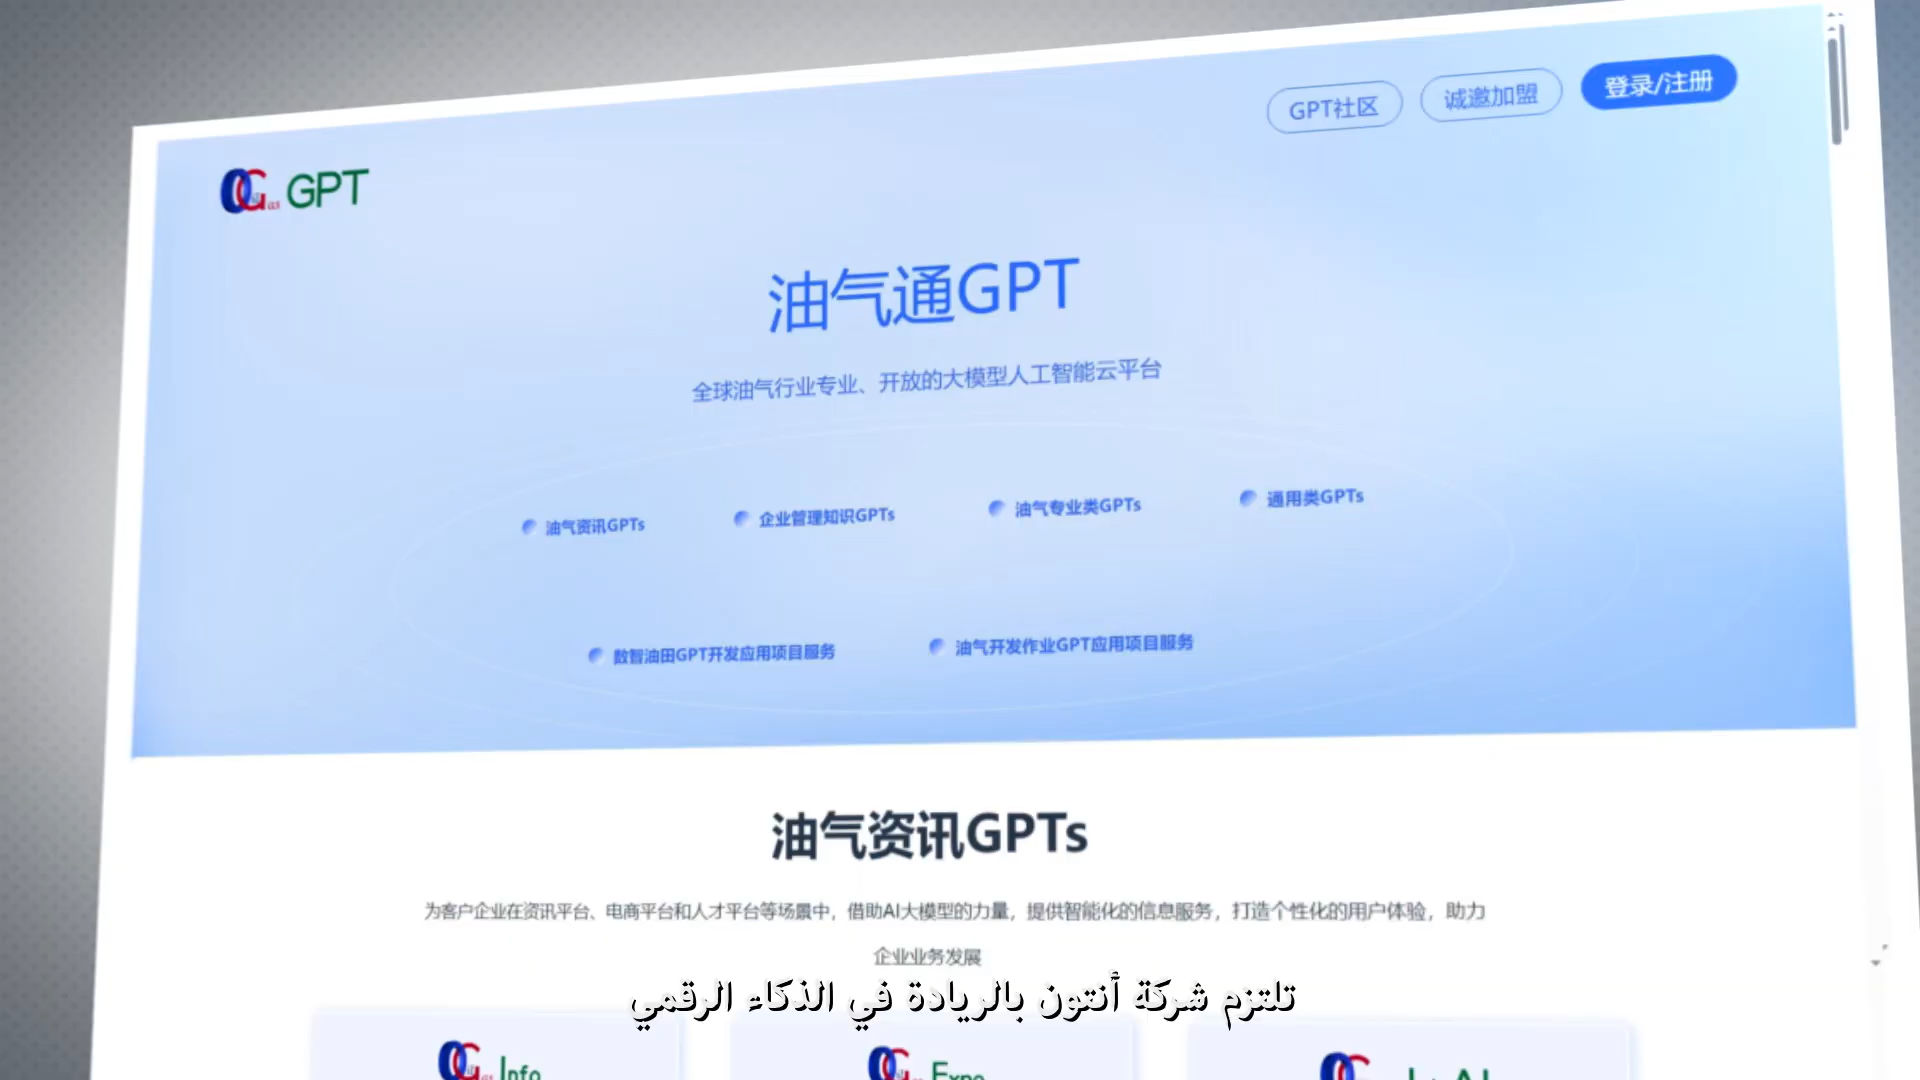 GPT社区
诚邀加盟
登录/注册
OG GPT
油气通GPT
全球油气行业专业、开放的大模型人工智能云平台
油气资讯GPTs
企业管理知识GPTs
油气专业类GPTs
通用类GPTs
数智油田GPT开发应用项目服务
油气开发作业GPT应用项目服务
油气资讯GPTs
为客户企业在资讯平台、电商平台和人才平台等场景中，借助AI大模型的力量，提供智能化的信息服务，打造个性化的用户体验，助力
企业业务发展
تلتزم شركة أنتون بالريادة في الذكاء الرقمي
OG Info
OG Expo